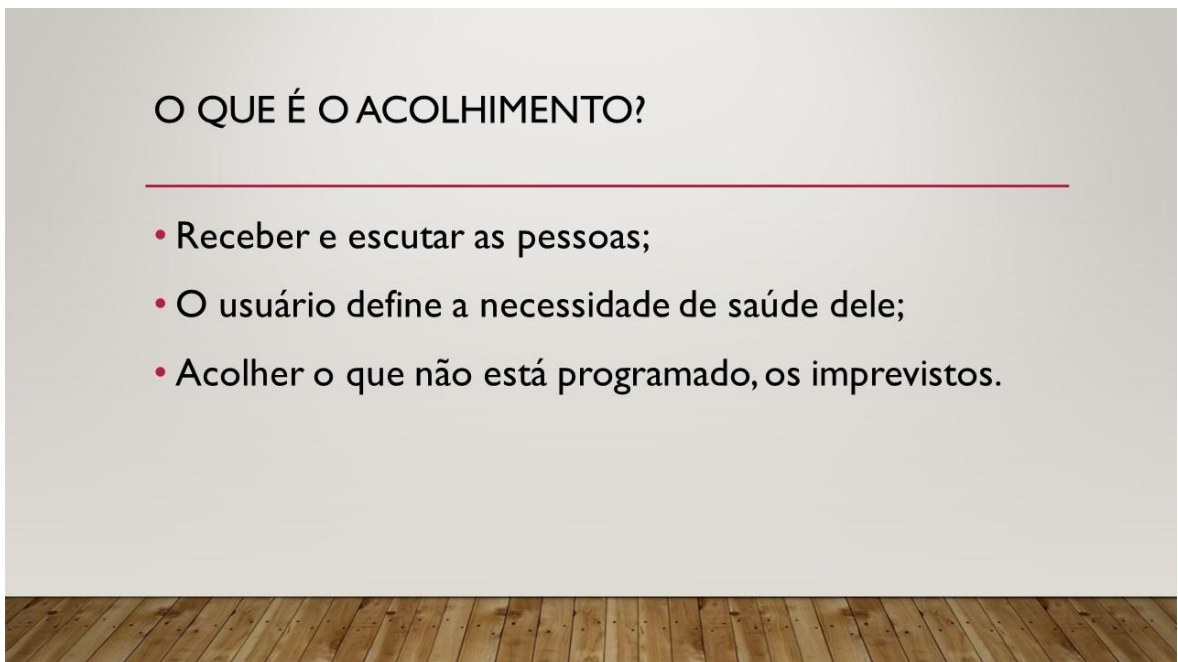 O QUE É O ACOLHIMENTO?
• Receber e escutar as pessoas;
• O usuário define a necessidade de saúde dele;
• Acolher o que não está programado, os imprevistos.